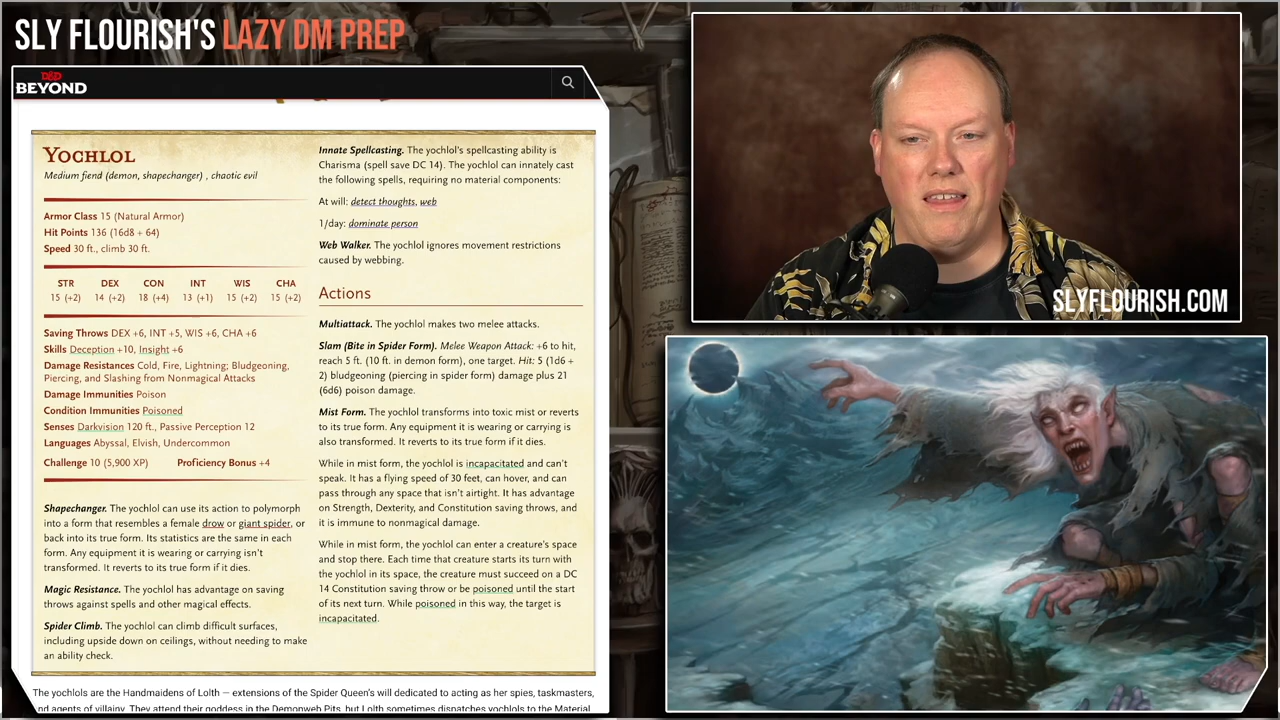 SLY FLOURISH'S LAZY DM PREP
D&D
BEYOND
Yochlol
Medium fiend (demon, shapechanger) , chaotic evil
Armor Class 15 (Natural Armor)
Hit Points 136 (16d8 + 64)
Speed 30 ft., climb 30 ft.
STR DEX CON INT WIS CHA
15 (+2) 14 (+2) 18 (+4) 13 (+1) 15 (+2) 15 (+2)
Saving Throws DEX +6, INT +5, WIS +6, CHA +6
Skills Deception +10, Insight +6
Damage Resistances Cold, Fire, Lightning; Bludgeoning,
Piercing, and Slashing from Nonmagical Attacks
Damage Immunities Poison
Condition Immunities Poisoned
Senses Darkvision 120 ft., Passive Perception 12
Languages Abyssal, Elvish, Undercommon
Challenge 10 (5,900 XP) Proficiency Bonus +4
Shapechanger. The yochlol can use its action to polymorph
into a form that resembles a female drow or giant spider, or
back into its true form. Its statistics are the same in each
form. Any equipment it is wearing or carrying isn't
transformed. It reverts to its true form if it dies.
Magic Resistance. The yochlol has advantage on saving
throws against spells and other magical effects.
Spider Climb. The yochlol can climb difficult surfaces,
including upside down on ceilings, without needing to make
an ability check.
Innate Spellcasting. The yochlol's spellcasting ability is
Charisma (spell save DC 14). The yochlol can innately cast
the following spells, requiring no material components:
At will: detect thoughts, web
1/day: dominate person
Web Walker. The yochlol ignores movement restrictions
caused by webbing.
Actions
Multiattack. The yochlol makes two melee attacks.
Slam (Bite in Spider Form). Melee Weapon Attack: +6 to hit,
reach 5 ft. (10 ft. in demon form), one target. Hit: 5 (1d6 +
2) bludgeoning (piercing in spider form) damage plus 21
(6d6) poison damage.
Mist Form. The yochlol transforms into toxic mist or reverts
to its true form. Any equipment it is wearing or carrying is
also transformed. It reverts to its true form if it dies.
While in mist form, the yochlol is incapacitated and can't
speak. It has a flying speed of 30 feet, can hover, and can
pass through any space that isn't airtight. It has advantage
on Strength, Dexterity, and Constitution saving throws, and
it is immune to nonmagical damage.
While in mist form, the yochlol can enter a creature's space
and stop there. Each time that creature starts its turn with
the yochlol in its space, the creature must succeed on a DC
14 Constitution saving throw or be poisoned until the start
of its next turn. While poisoned in this way, the target is
incapacitated.
The yochlols are the Handmaidens of Lolth — extensions of the Spider Queen's will dedicated to acting as her spies, taskmasters,
nd agents of villainy. They attend their goddess in the Demonweb Pits, but Lolth sometimes dispatches yochlols to the Material
SLYFLOURISH.COM